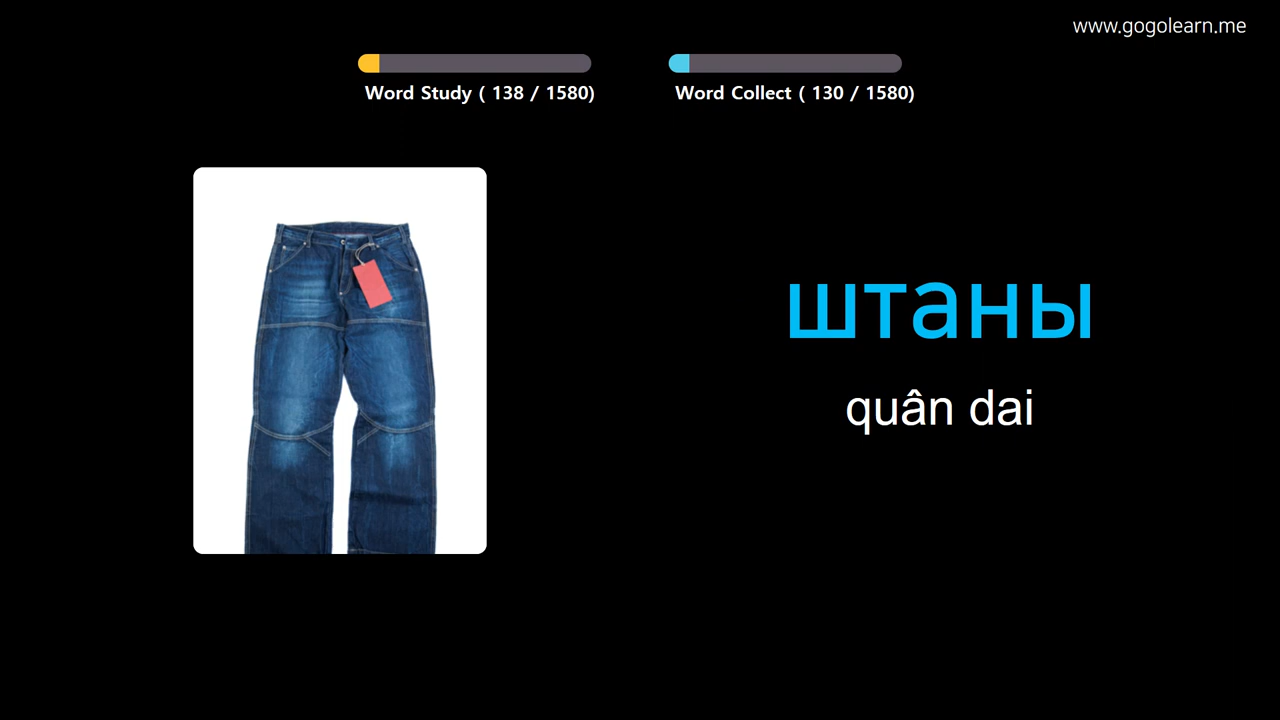 www.gogolearn.me
Word Study ( 138 / 1580)
Word Collect ( 130 / 1580)
штаны
quân dai